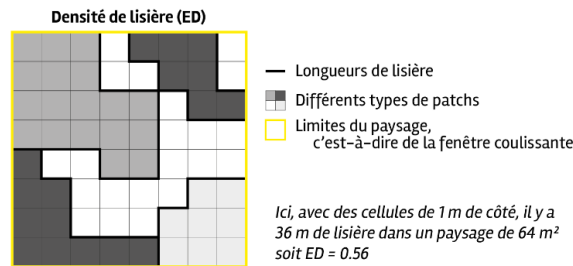 Densité de lisière (ED)
Longueurs de lisière
Différents types de patchs
Limites du paysage,
c'est-à-dire de la fenêtre coulissante
Ici, avec des cellules de 1 m de côté, il y a
36 m de lisière dans un paysage de 64 m²
soit ED = 0.56